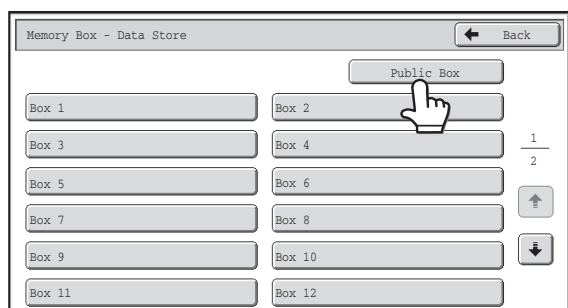 Memory Box - Data Store
Back
Public Box
Box 1
Box 2
Box 3
Box 4
1
2
Box 5
Box 6
Box 7
Box 8
Box 9
Box 10
Box 11
Box 12